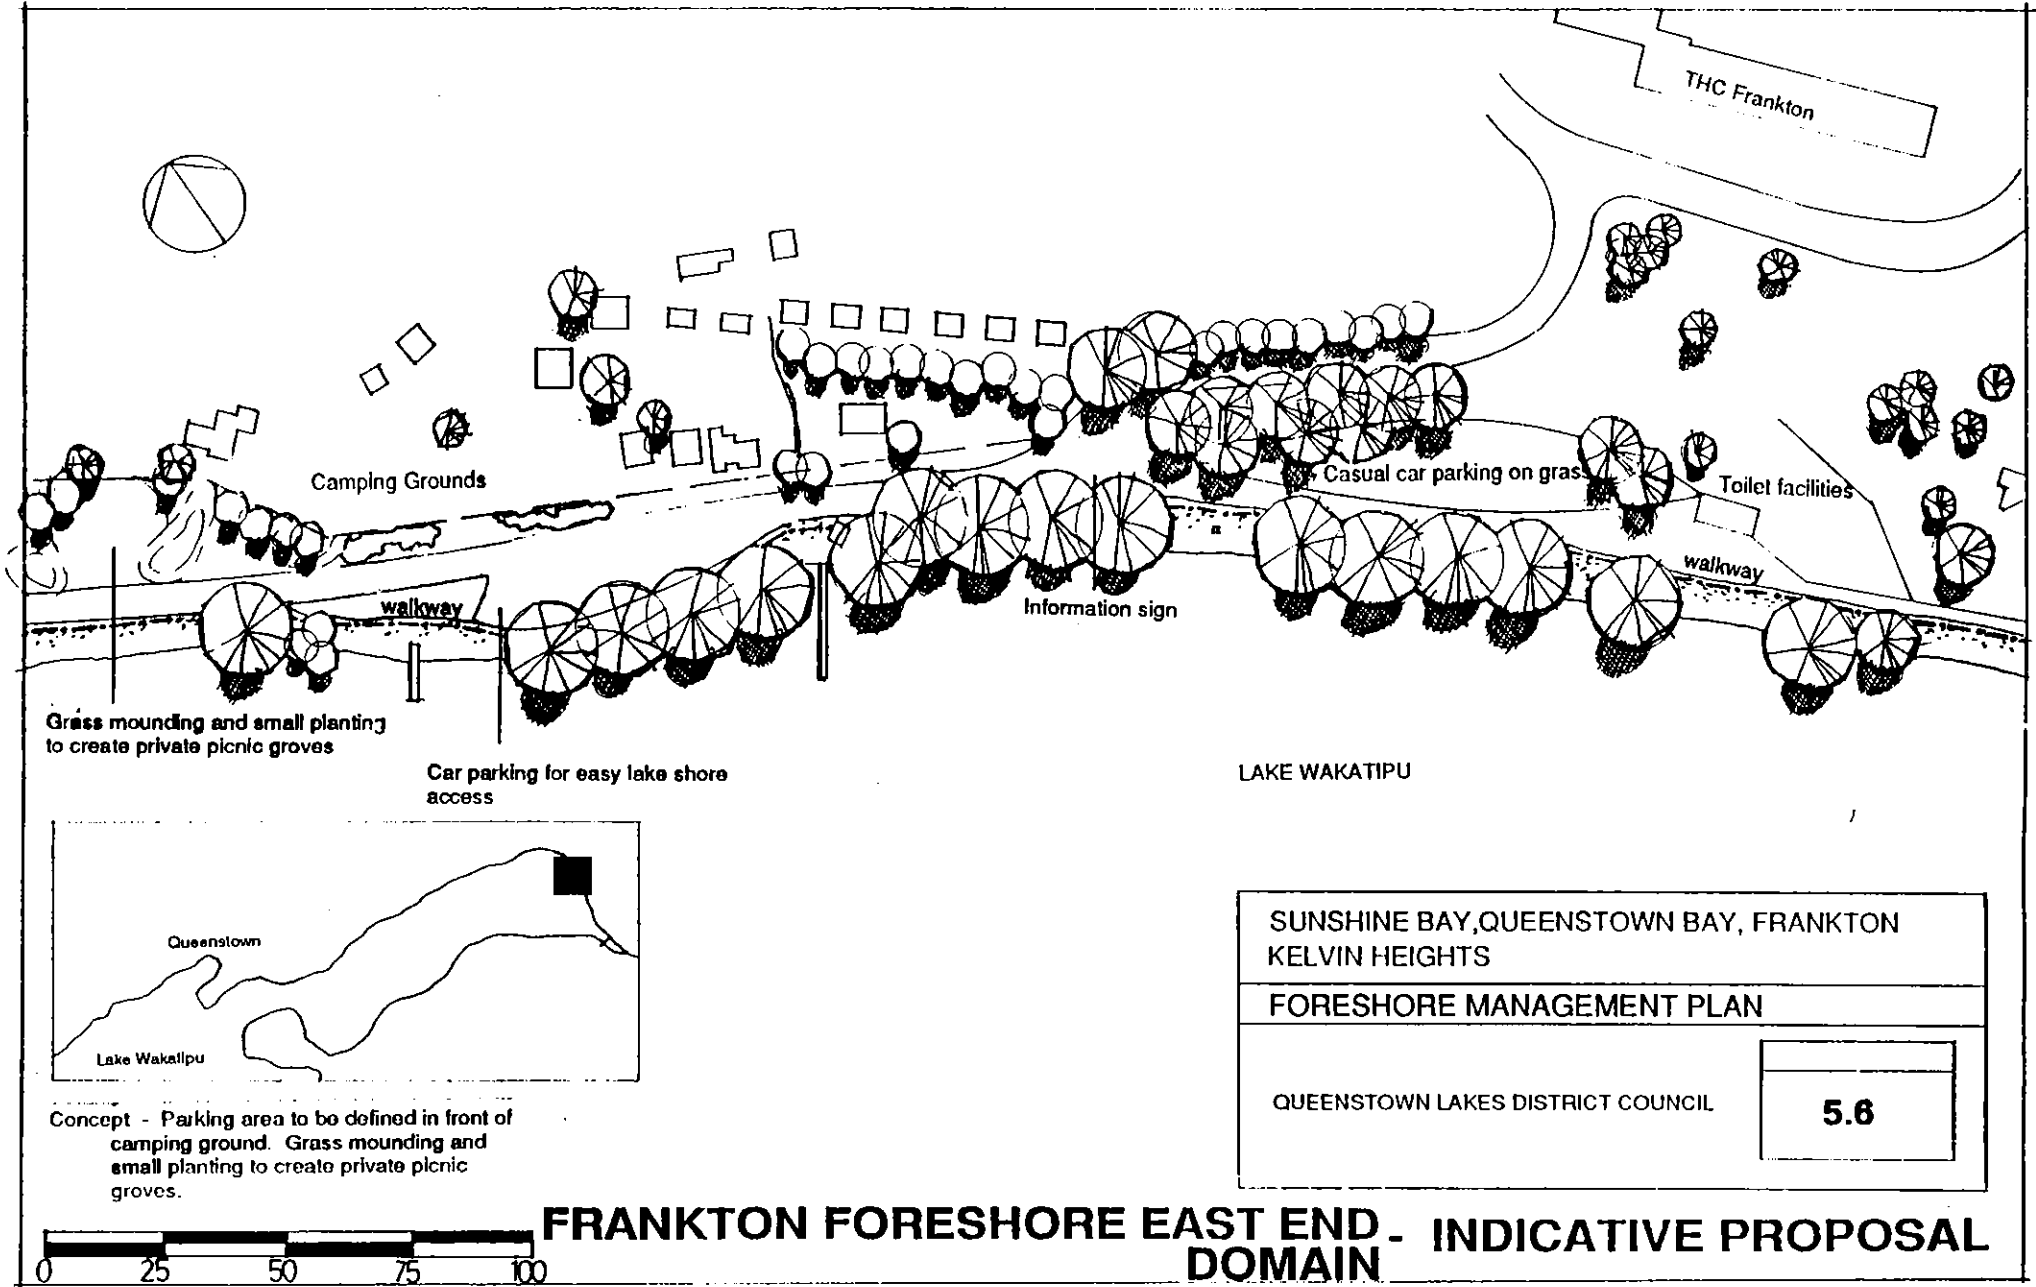 THC Frankton
Camping Grounds
Casual car parking on grass
Toilet facilities
walkway
walkway
Information sign
Grass mounding and small planting
to create private picnic groves
Car parking for easy lake shore
access
LAKE WAKATIPU
Queenstown
Lake Wakatipu
SUNSHINE BAY,QUEENSTOWN BAY, FRANKTON
KELVIN HEIGHTS
FORESHORE MANAGEMENT PLAN
QUEENSTOWN LAKES DISTRICT COUNCIL
5.6
Concept - Parking area to be defined in front of
camping ground. Grass mounding and
small planting to create private picnic
groves.
0 25 50 75 100
FRANKTON FORESHORE EAST END - INDICATIVE PROPOSAL
DOMAIN